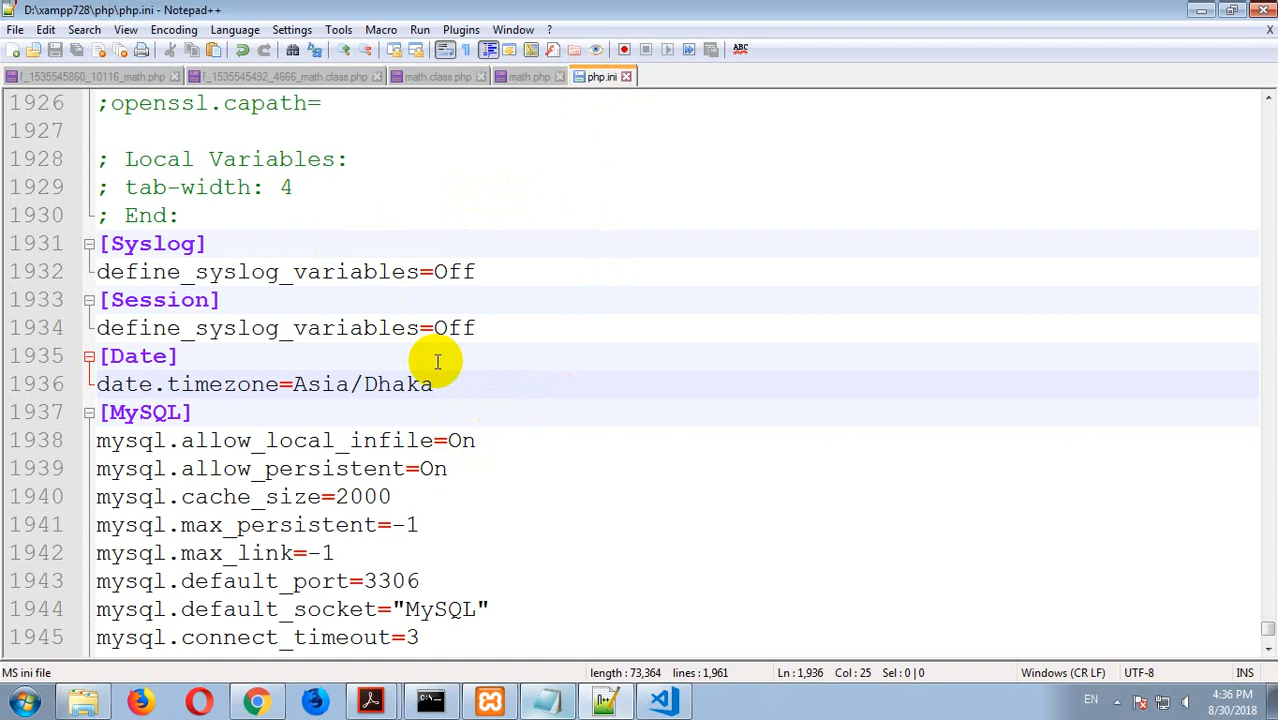 D:\xampp728\php\php.ini - Notepad++
File Edit Search View Encoding Language Settings Tools Macro Run Plugins Window ? X
f_1535545860_10116_math.php f_1535545492_4666_math.class.php math.class.php math.php php.ini
1926 ;openssl.capath=
1927
1928 ; Local Variables:
1929 ; tab-width: 4
1930 ; End:
1931 [Syslog]
1932 define_syslog_variables=Off
1933 [Session]
1934 define_syslog_variables=Off
1935 [Date]
1936 date.timezone=Asia/Dhaka
1937 [MySQL]
1938 mysql.allow_local_infile=On
1939 mysql.allow_persistent=On
1940 mysql.cache_size=2000
1941 mysql.max_persistent=-1
1942 mysql.max_link=-1
1943 mysql.default_port=3306
1944 mysql.default_socket="MySQL"
1945 mysql.connect_timeout=3
MS ini file length : 73,364 lines : 1,961 Ln : 1,936 Col : 25 Sel : 0 | 0 Windows (CR LF) UTF-8 INS
EN 4:36 PM
8/30/2018